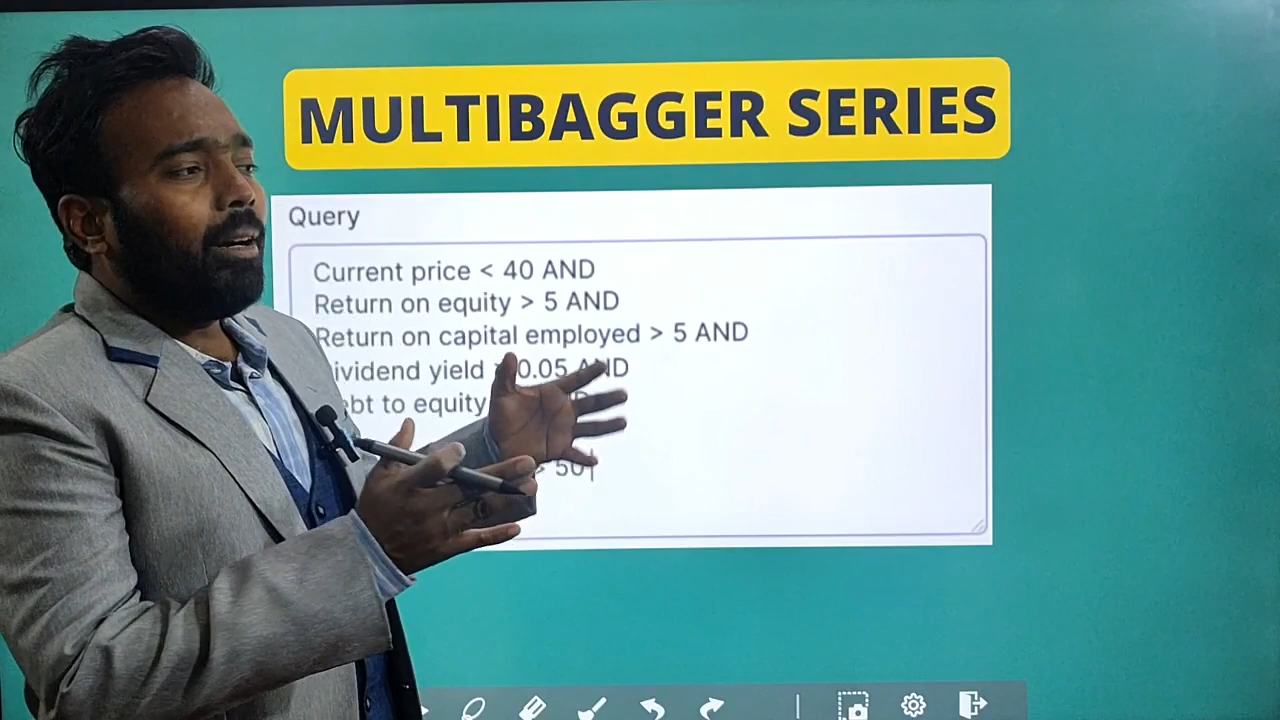 MULTIBAGGER SERIES
Query
Current price < 40 AND
Return on equity > 5 AND
Return on capital employed > 5 AND
ividend yield 0.05 AND
bt to equity
> 50